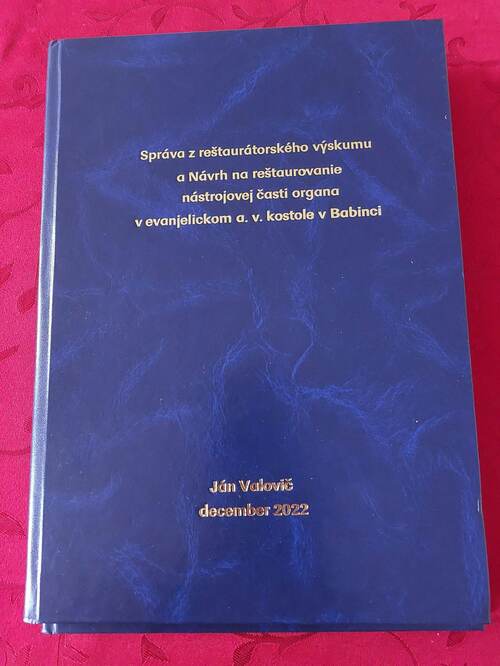 Správa z reštaurátorského výskumu
a Návrh na reštaurovanie
nástrojovej časti organa
v evanjelickom a. v. kostole v Babinci
Ján Valovič
december 2022